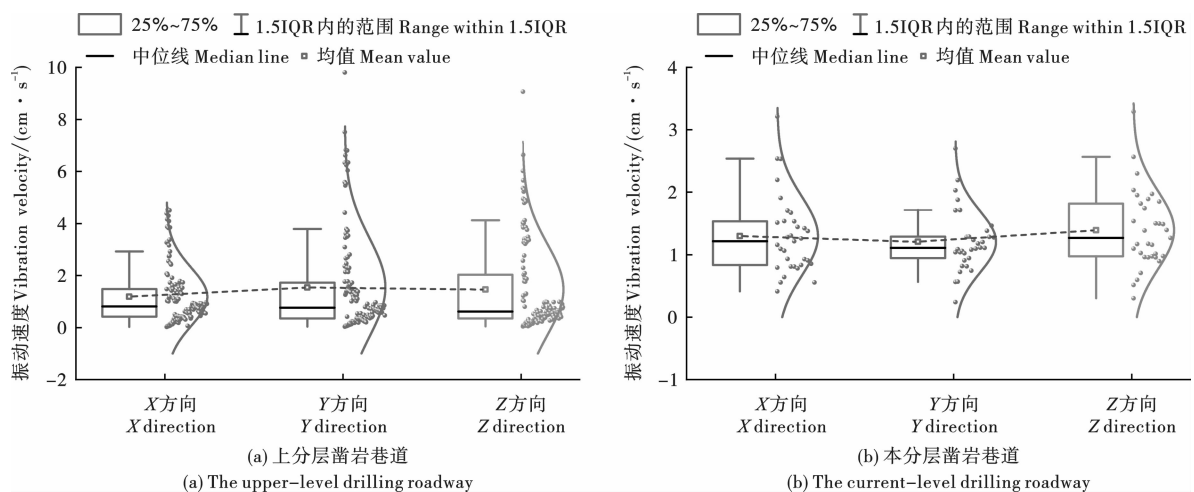 25%~75% 1.5IQR内的范围 Range within 1.5IQR
中位线 Median line 均值 Mean value
振动速度 Vibration velocity/(cm·s⁻¹)
10
8
6
4
2
0
−2
X方向 Y方向 Z方向
X direction Y direction Z direction
(a) 上分层凿岩巷道
(a) The upper-level drilling roadway
25%~75% 1.5IQR内的范围 Range within 1.5IQR
中位线 Median line 均值 Mean value
振动速度 Vibration velocity/(cm·s⁻¹)
4
3
2
1
0
−1
X方向 Y方向 Z方向
X direction Y direction Z direction
(b) 本分层凿岩巷道
(b) The current-level drilling roadway